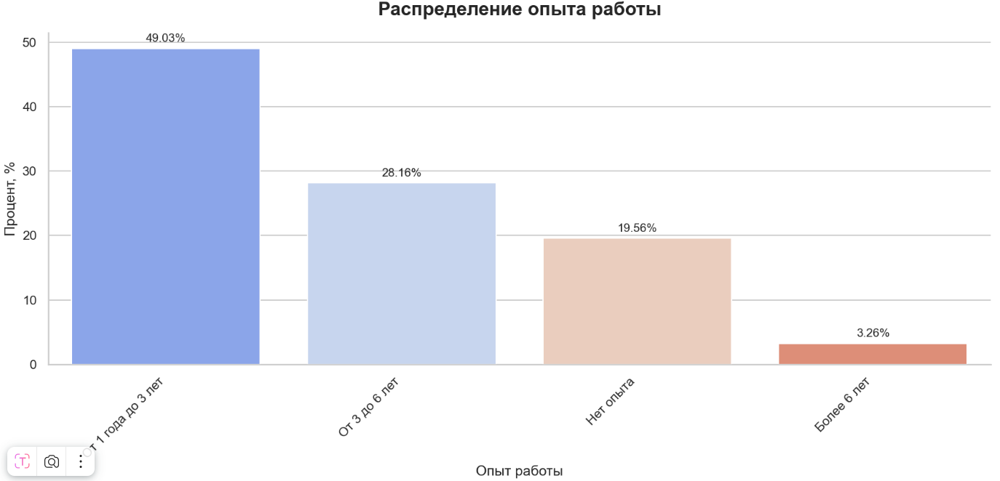 Распределение опыта работы
49.03%
28.16%
19.56%
3.26%
Процент, %
50
40
30
20
10
0
1 года до 3 лет
От 3 до 6 лет
Нет опыта
Более 6 лет
Опыт работы
T